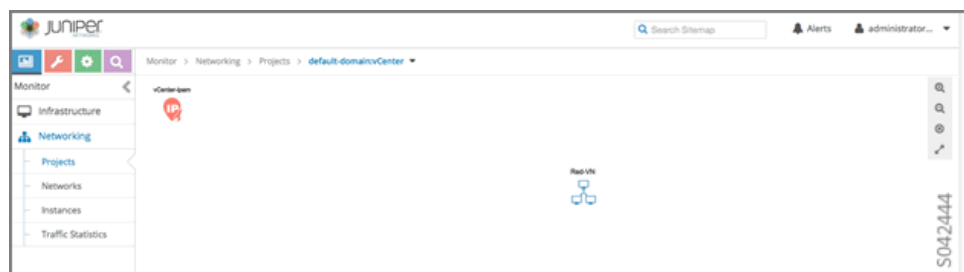 JUNIPER
NETWORKS
Search Sitemap
Alerts
administrator...
Monitor > Networking > Projects > default-domain:vCenter
Monitor
Infrastructure
Networking
Projects
Networks
Instances
Traffic Statistics
vCenter-ipam
IP
Red-VN
S042444